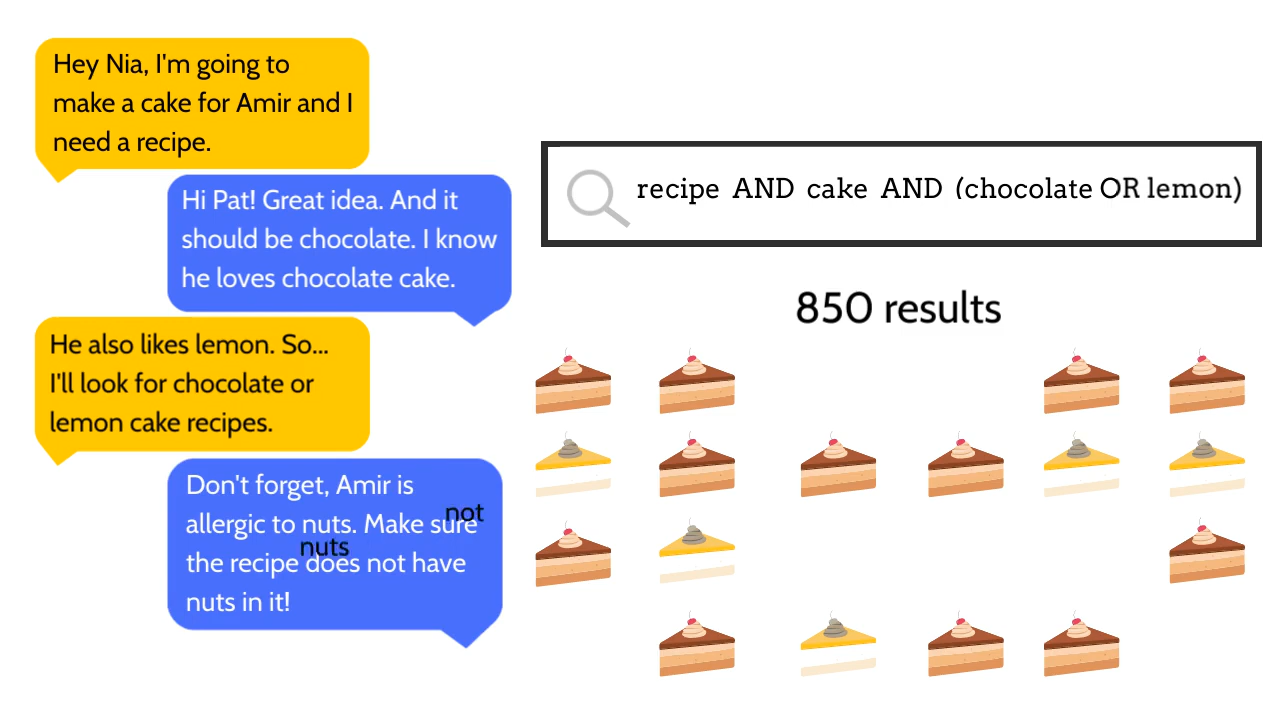 Hey Nia, I'm going to
make a cake for Amir and I
need a recipe.
Hi Pat! Great idea. And it
should be chocolate. I know
he loves chocolate cake.
He also likes lemon. So...
I'll look for chocolate or
lemon cake recipes.
Don't forget, Amir is
not
allergic to nuts. Make sure
nuts
the recipe does not have
nuts in it!
recipe AND cake AND (chocolate OR lemon)
850 results